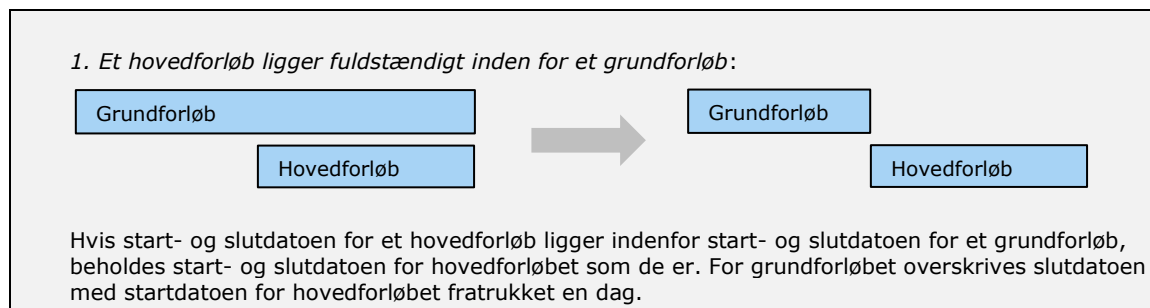 1. Et hovedforløb ligger fuldstændigt inden for et grundforløb:
Grundforløb
Hovedforløb
Grundforløb
Hovedforløb
Hvis start- og slutdatoen for et hovedforløb ligger indenfor start- og slutdatoen for et grundforløb,
beholdes start- og slutdatoen for hovedforløbet som de er. For grundforløbet overskrives slutdatoen
med startdatoen for hovedforløbet fratrukket en dag.